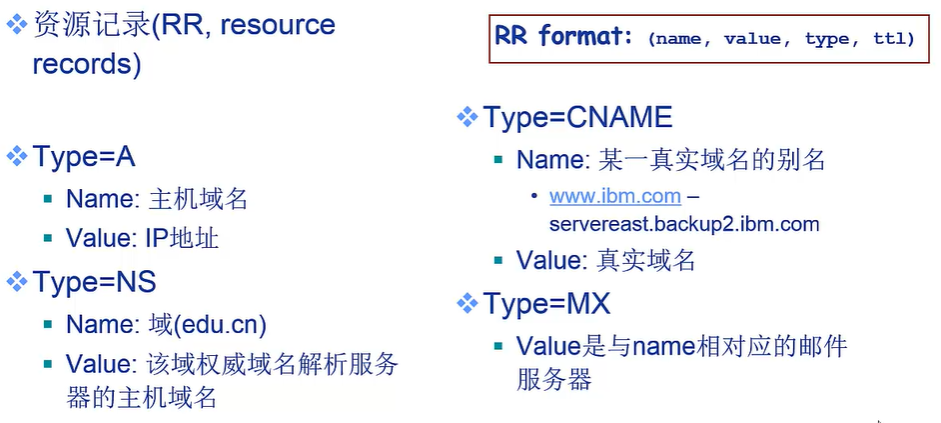 资源记录(RR, resource
records)
RR format: (name, value, type, ttl)
Type=A
Name: 主机域名
Value: IP地址
Type=NS
Name: 域(edu.cn)
Value: 该域权威域名解析服务
器的主机域名
Type=CNAME
Name: 某一真实域名的别名
www.ibm.com –
servereast.backup2.ibm.com
Value: 真实域名
Type=MX
Value是与name相对应的邮件
服务器